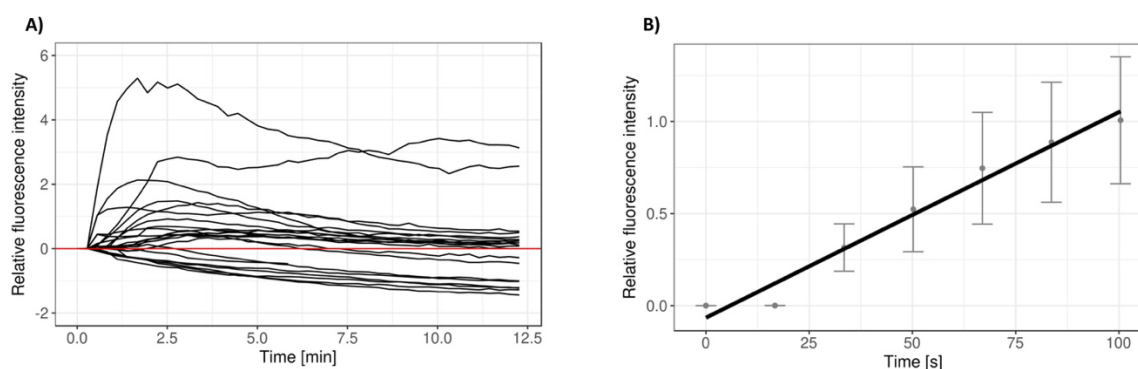 A)
Relative fluorescence intensity
6
4
2
0
-2
0.0 2.5 5.0 7.5 10.0 12.5
Time [min]
B)
Relative fluorescence intensity
1.0
0.5
0.0
0 25 50 75 100
Time [s]